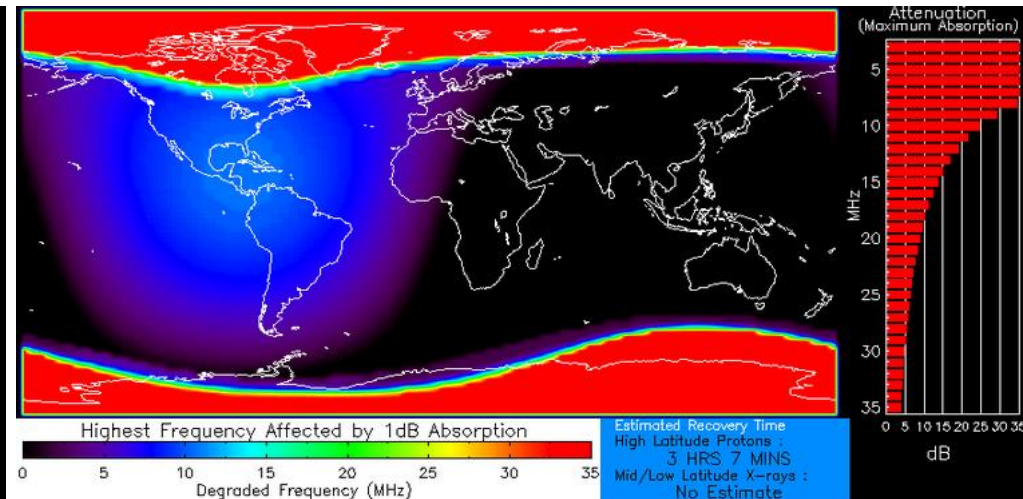 Attenuation
(Maximum Absorption)
5
10
15
20
25
30
35
MHz
0 5 10 15 20 25 30 35
dB
Highest Frequency Affected by 1dB Absorption
0 5 10 15 20 25 30 35
Degraded Frequency (MHz)
Estimated Recovery Time
High Latitude Protons :
3 HRS 7 MINS
Mid/Low Latitude X-rays :
No Estimate